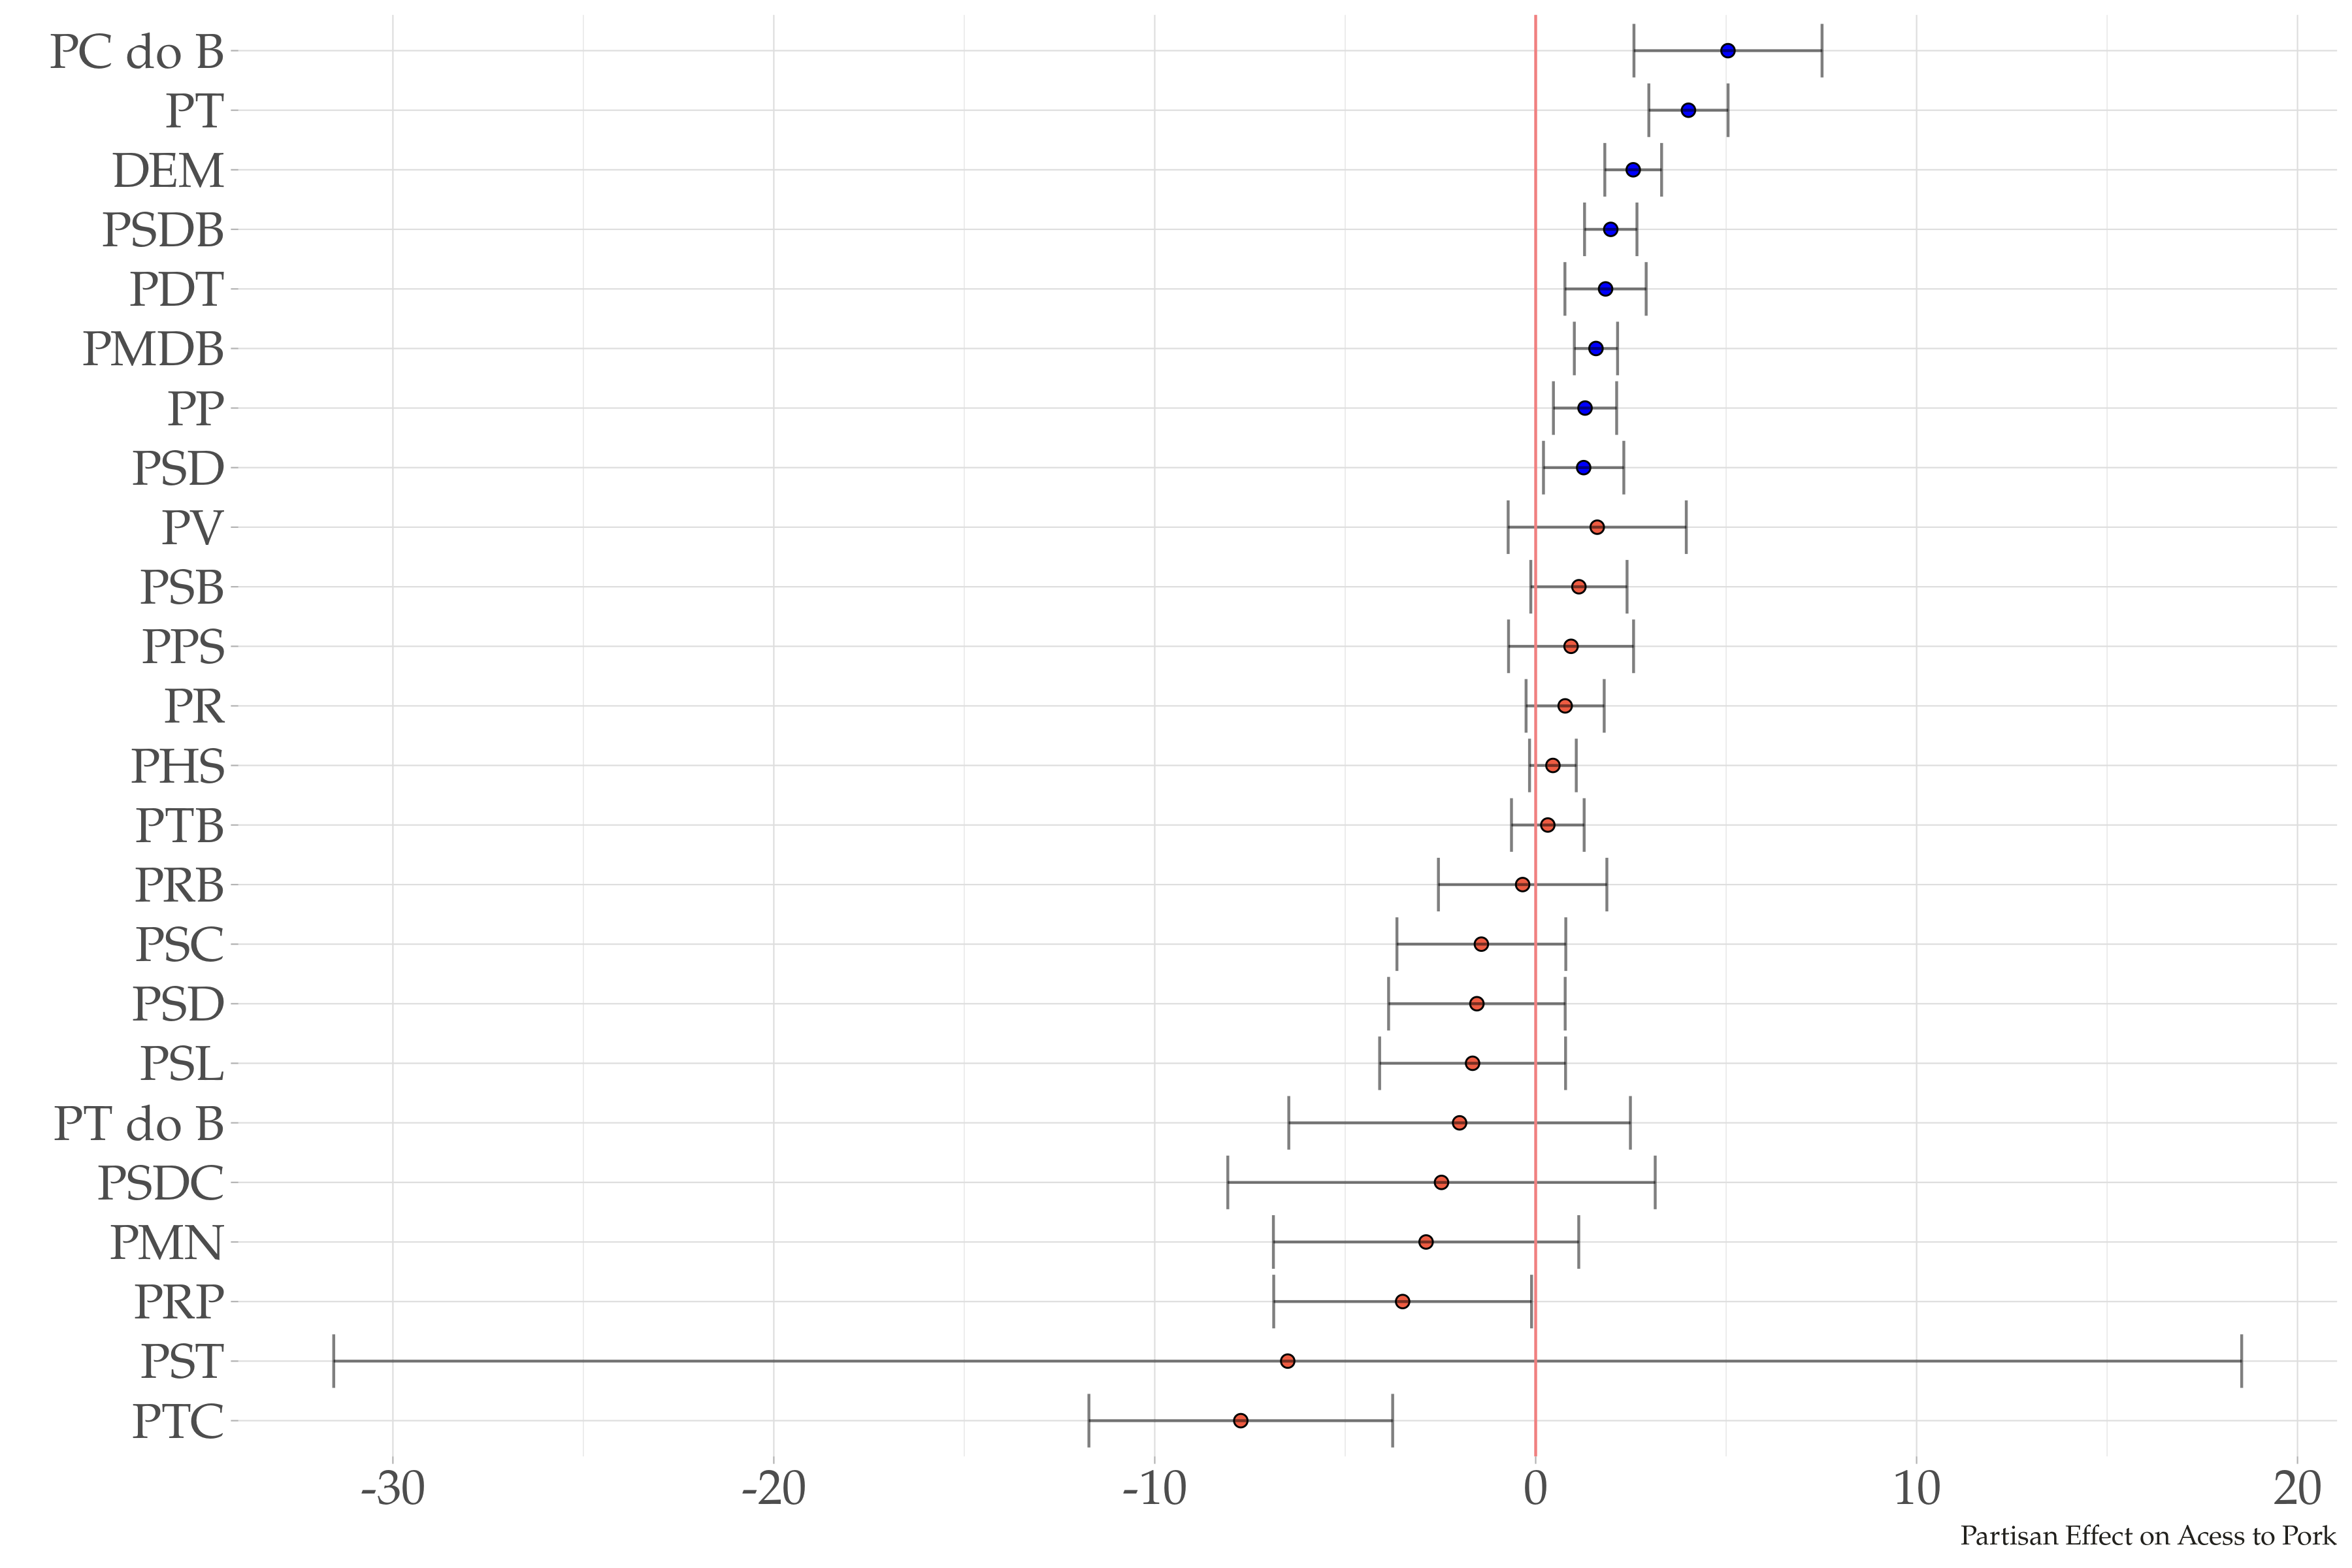 PC do B
PT
DEM
PSDB
PDT
PMDB
PP
PSD
PV
PSB
PPS
PR
PHS
PTB
PRB
PSC
PSD
PSL
PT do B
PSDC
PMN
PRP
PST
PTC
-30 -20 -10 0 10 20
Partisan Effect on Acess to Pork